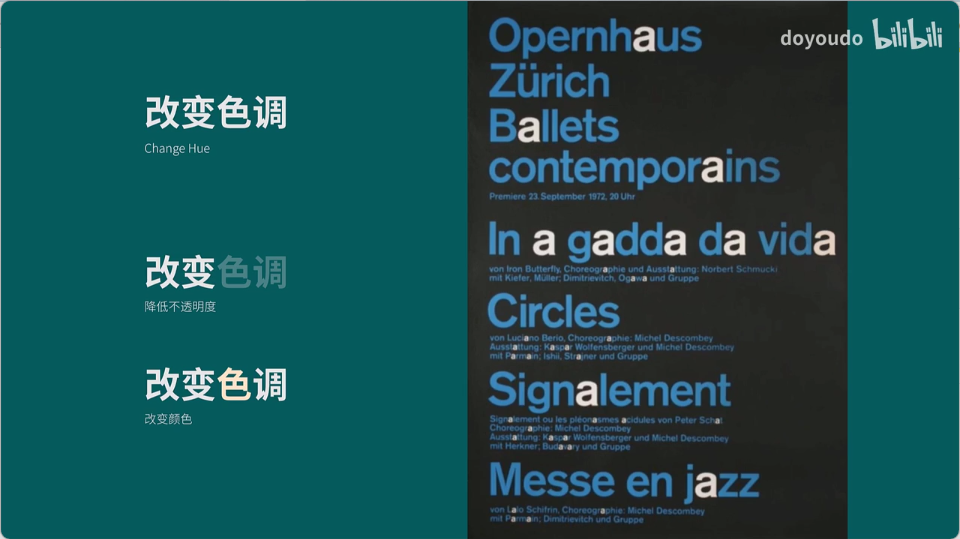 改变色调
Change Hue
改变色调
降低不透明度
改变色调
改变颜色
doyoudo bilibili
Opernhaus
Zürich
Ballets
contemporains
Premiere 23. September 1972, 20 Uhr
In a gadda da vida
von Iron Butterfly, Choreographie und Ausstattung: Norbert Schmucki
mit Kiefer, Müller; Dimitrievitch, Ogawa und Gruppe
Circles
von Luciano Berio, Choreographie: Michel Descombey
Ausstattung: Kaspar Wolfensberger und Michel Descombey
mit Parmain; Ishii, Strajner und Gruppe
Signalement
Signalement ou les pléonasmes acidules von Peter Schat
Choreographie: Michel Descombey
Ausstattung: Kaspar Wolfensberger und Michel Descombey
mit Herkner; Budavary und Gruppe
Messe en jazz
von Lalo Schifrin, Choreographie: Michel Descombey
mit Parmain; Dimitrievitch und Gruppe